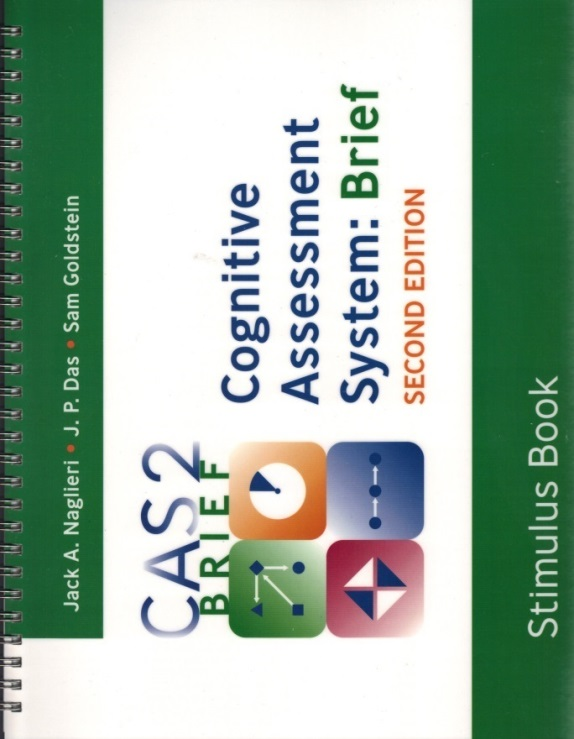 Jack A. Naglieri • J. P. Das • Sam Goldstein
CAS2
BRIEF
Cognitive
Assessment
System: Brief
SECOND EDITION
Stimulus Book